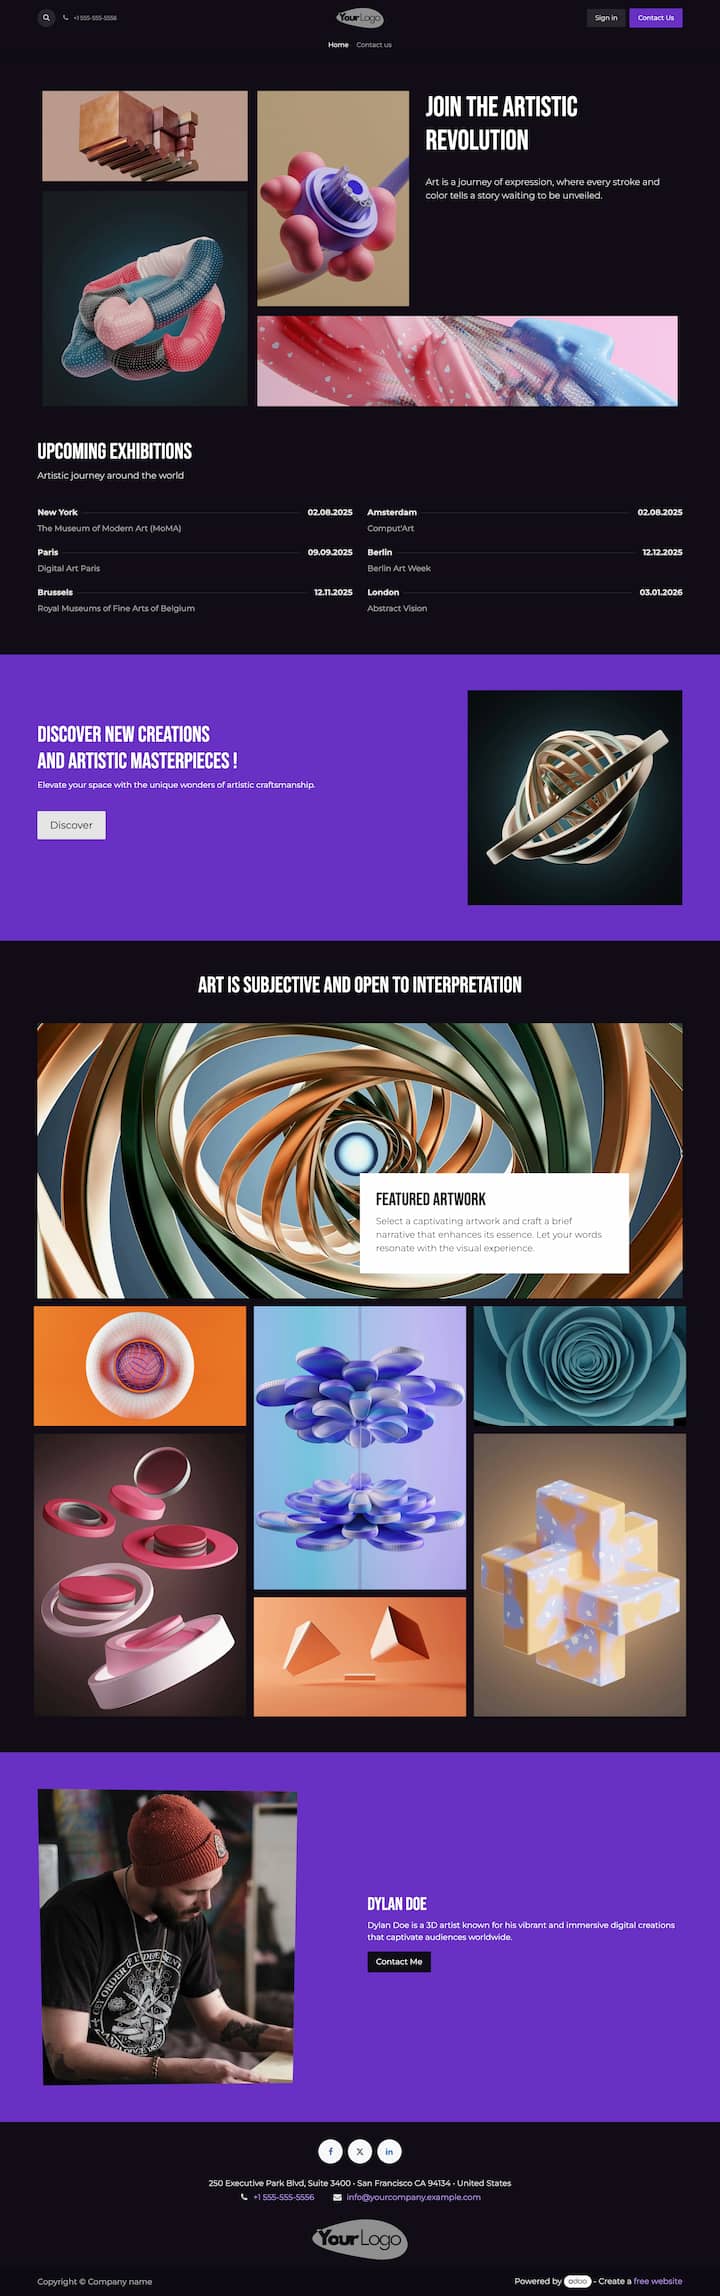 +1 555-555-5556
YourLogo
Sign in
Contact Us
Home
Contact us
JOIN THE ARTISTIC
REVOLUTION
Art is a journey of expression, where every stroke and
color tells a story waiting to be unveiled.
UPCOMING EXHIBITIONS
Artistic journey around the world
New York 02.08.2025
The Museum of Modern Art (MoMA)
Amsterdam 02.08.2025
Comput'Art
Paris 09.09.2025
Digital Art Paris
Berlin 12.12.2025
Berlin Art Week
Brussels 12.11.2025
Royal Museums of Fine Arts of Belgium
London 03.01.2026
Abstract Vision
DISCOVER NEW CREATIONS
AND ARTISTIC MASTERPIECES !
Elevate your space with the unique wonders of artistic craftsmanship.
Discover
ART IS SUBJECTIVE AND OPEN TO INTERPRETATION
FEATURED ARTWORK
Select a captivating artwork and craft a brief
narrative that enhances its essence. Let your words
resonate with the visual experience.
DYLAN DOE
Dylan Doe is a 3D artist known for his vibrant and immersive digital creations
that captivate audiences worldwide.
Contact Me
250 Executive Park Blvd, Suite 3400 • San Francisco CA 94134 • United States
+1 555-555-5556
info@yourcompany.example.com
YourLogo
Copyright © Company name
Powered by odoo - Create a free website